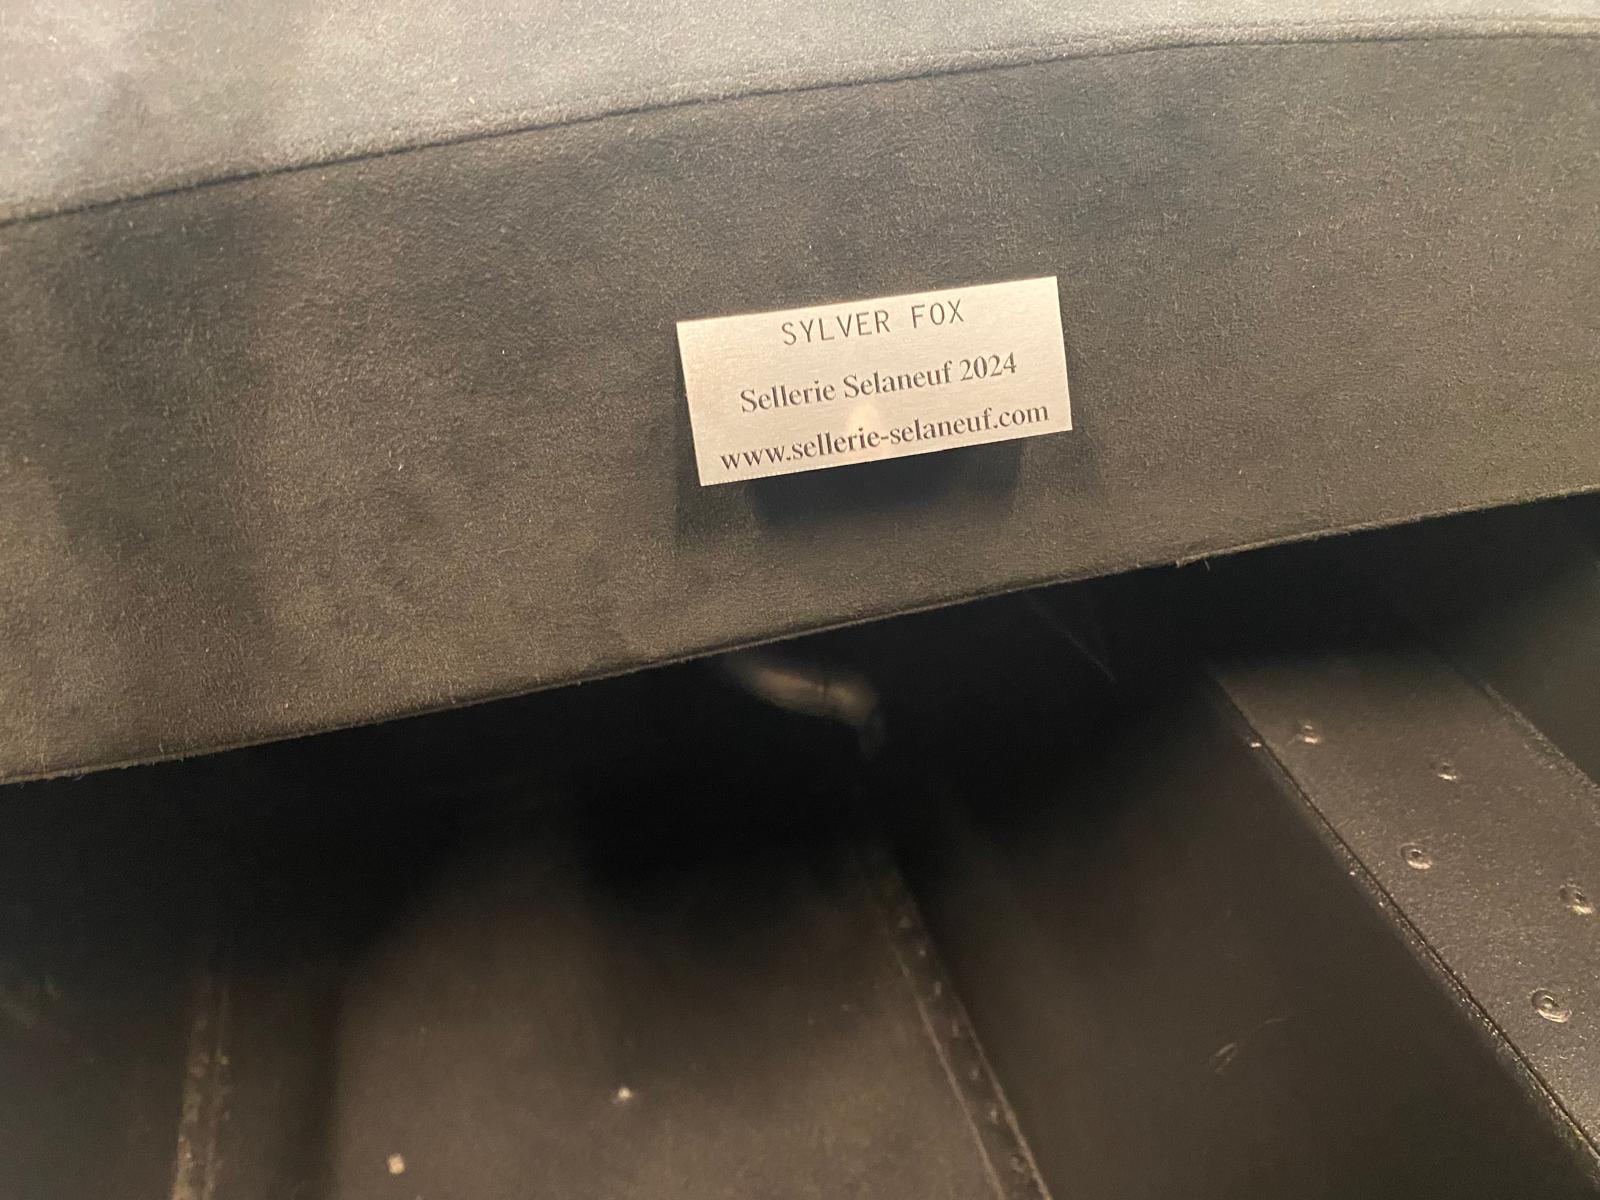 SYLVER FOX
Sellerie Selaneuf 2024
www.sellerie-selaneuf.com